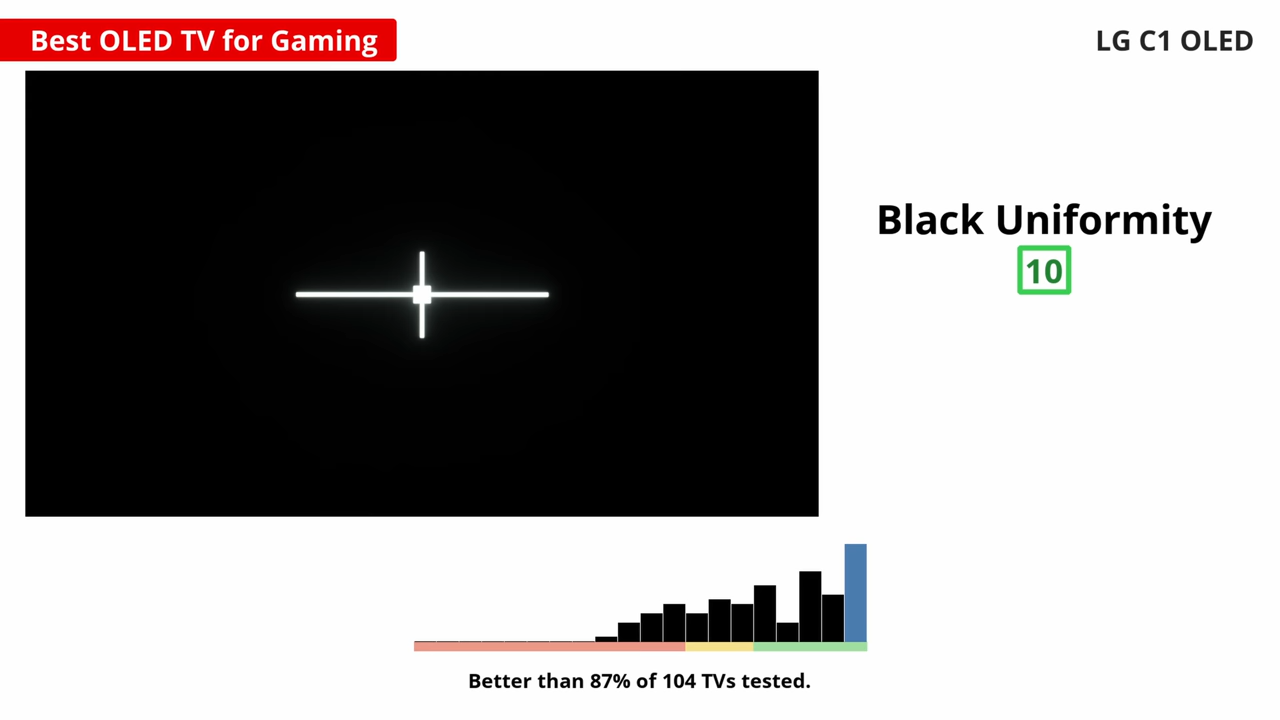 Best OLED TV for Gaming
LG C1 OLED
Black Uniformity
10
Better than 87% of 104 TVs tested.